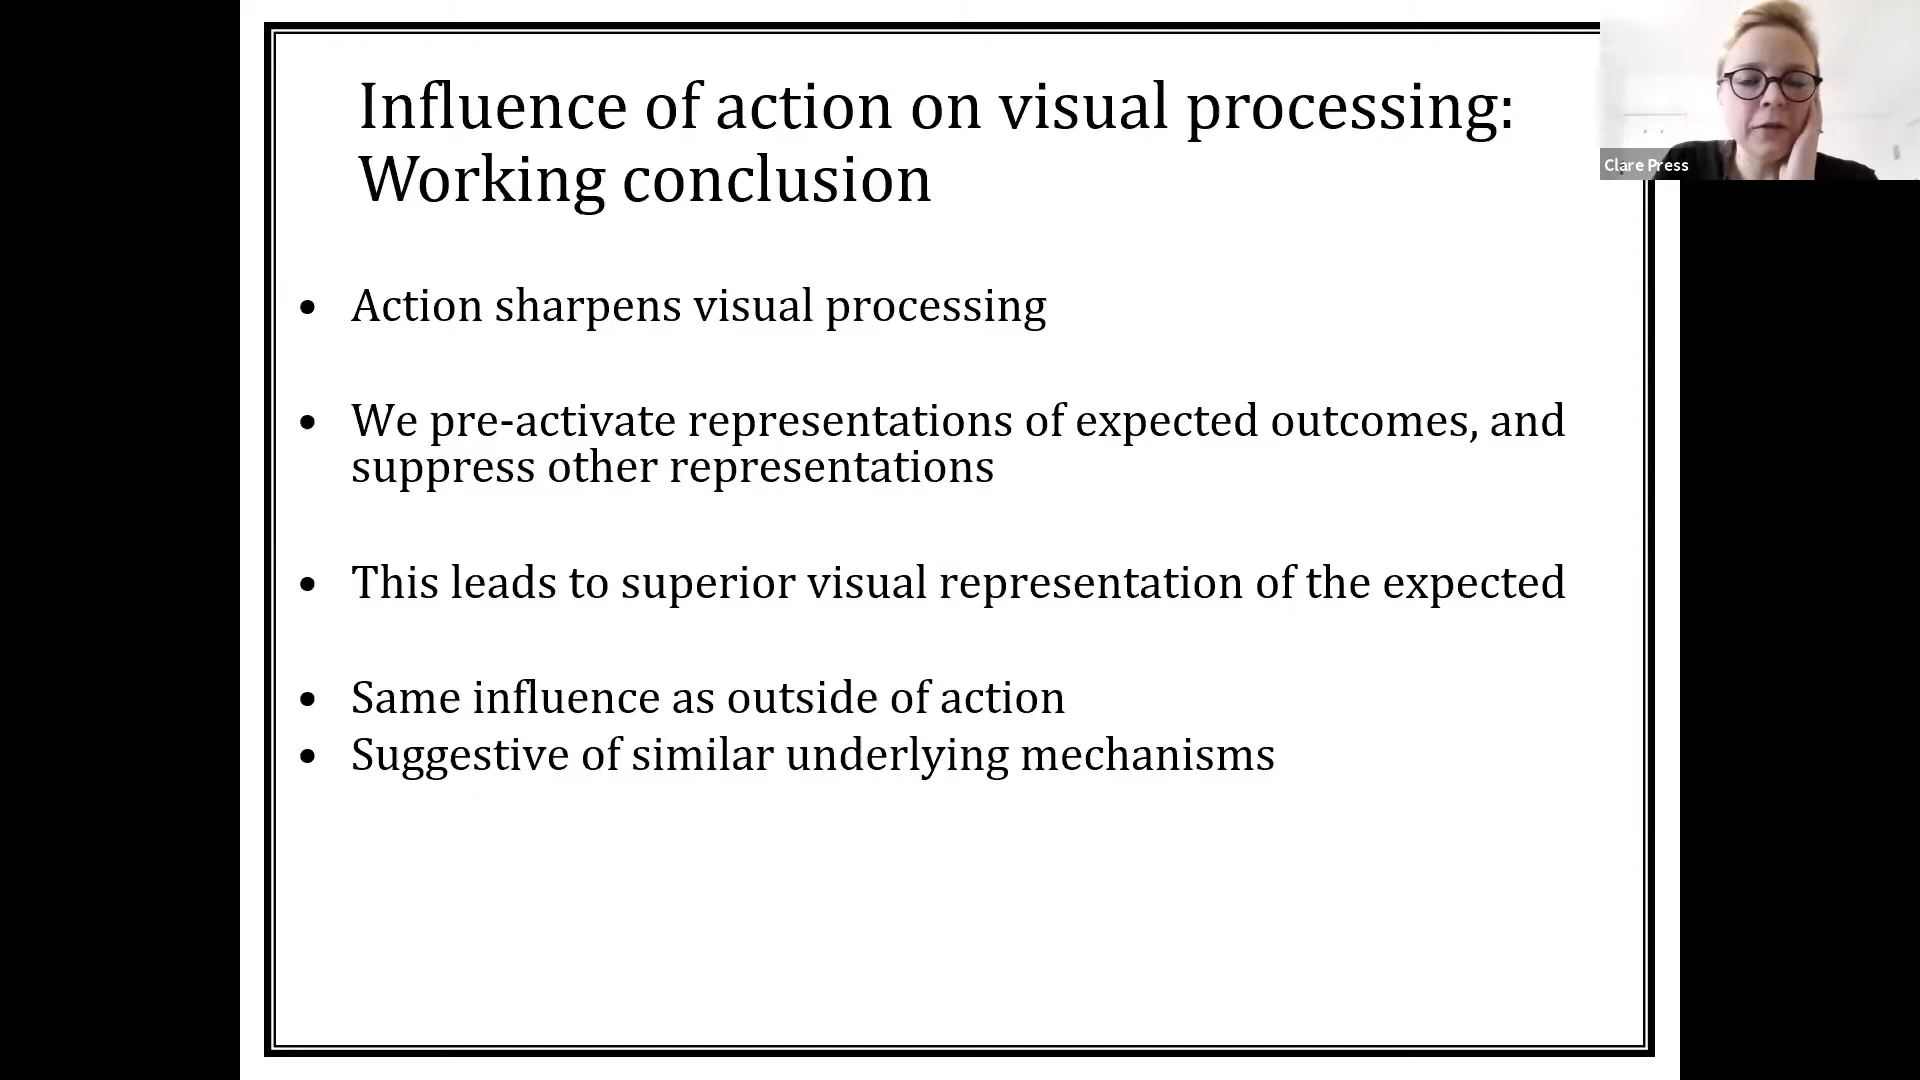 Influence of action on visual processing:
Working conclusion
Clare Press
• Action sharpens visual processing
• We pre-activate representations of expected outcomes, and
suppress other representations
• This leads to superior visual representation of the expected
• Same influence as outside of action
• Suggestive of similar underlying mechanisms